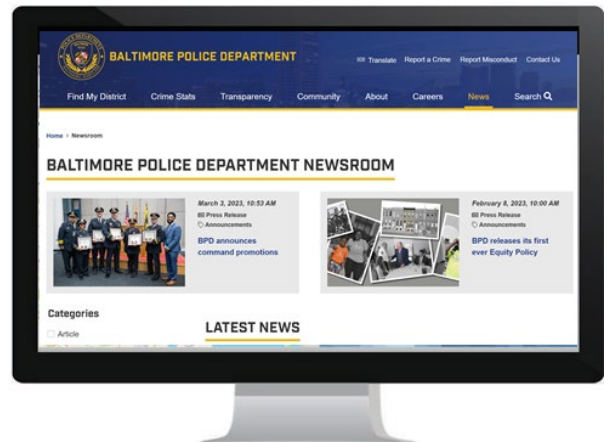 BALTIMORE POLICE DEPARTMENT
Translate Report a Crime Report Misconduct Contact Us
Find My District Crime Stats Transparency Community About Careers News Search
Home > Newsroom
BALTIMORE POLICE DEPARTMENT NEWSROOM
March 3, 2023, 10:53 AM
Press Release
Announcements
BPD announces
command promotions
February 8, 2023, 10:00 AM
Press Release
Announcements
BPD releases its first
ever Equity Policy
Categories
Article
LATEST NEWS